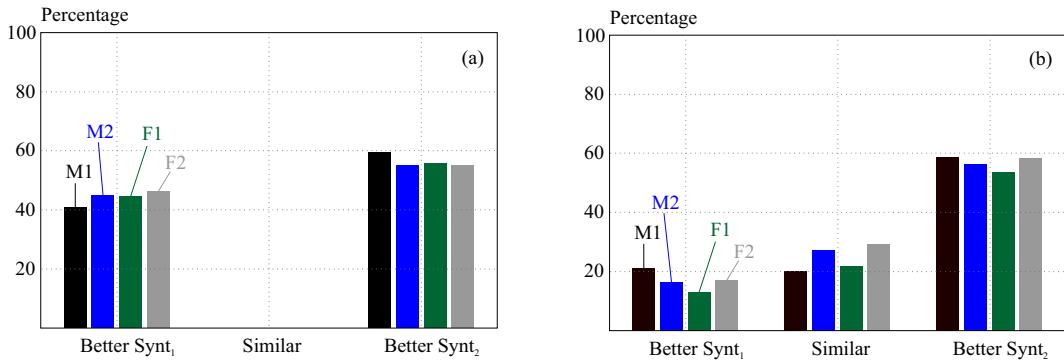 Percentage
100
(a)
80
M2
F1
60
F2
M1
40
20
Better Synt₁ Similar Better Synt₂
Percentage
100
(b)
80
60
40
M2
M1
F1
F2
20
Better Synt₁ Similar Better Synt₂